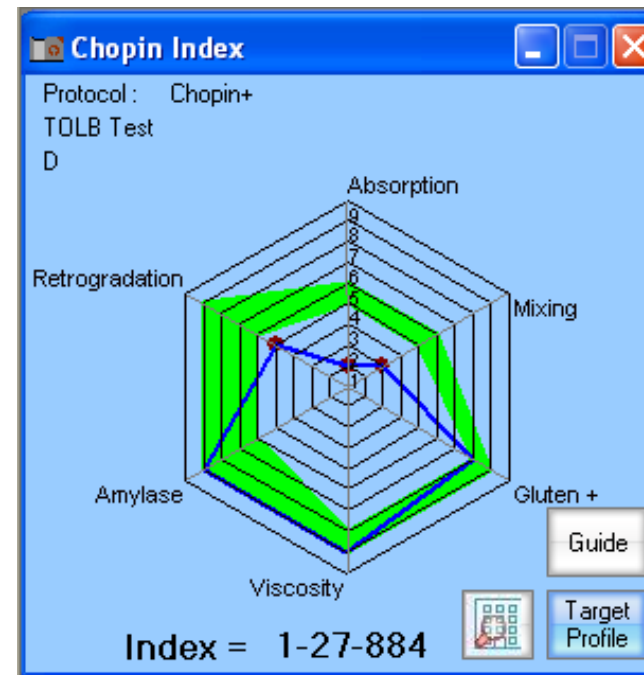 Chopin Index
Protocol : Chopin+
TOLB Test
D
Absorption
9
8
7
6
5
4
3
2
1
Retrogradation
Mixing
Amylase
Gluten +
Viscosity
Guide
Target
Profile
Index = 1-27-884